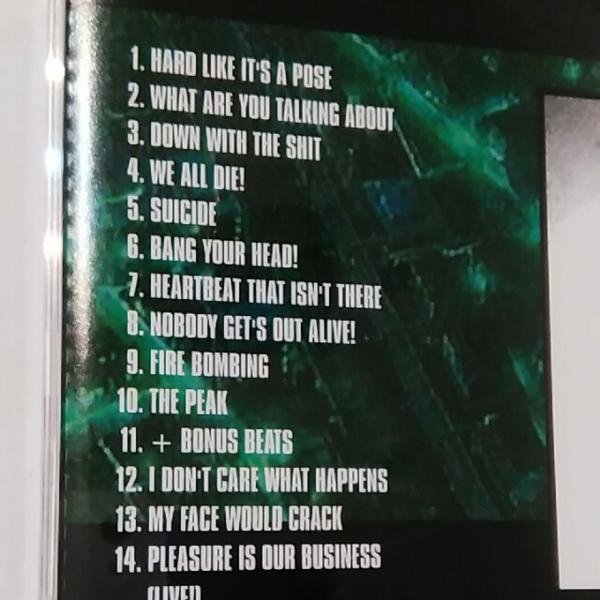 1. HARD LIKE IT'S A POSE
2. WHAT ARE YOU TALKING ABOUT
3. DOWN WITH THE SHIT
4. WE ALL DIE!
5. SUICIDE
6. BANG YOUR HEAD!
7. HEARTBEAT THAT ISN'T THERE
8. NOBODY GET'S OUT ALIVE!
9. FIRE BOMBING
10. THE PEAK
11. + BONUS BEATS
12. I DON'T CARE WHAT HAPPENS
13. MY FACE WOULD CRACK
14. PLEASURE IS OUR BUSINESS
(LIVE!)